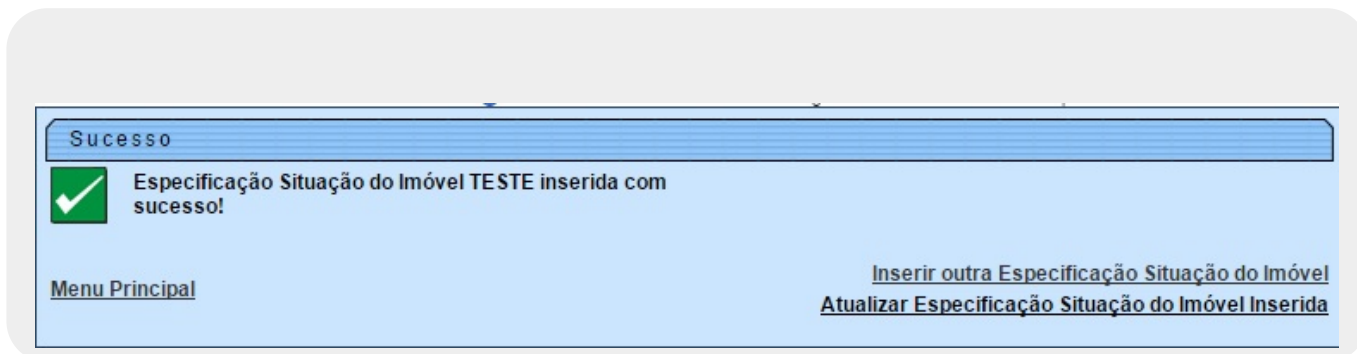 Sucesso
Especificação Situação do Imóvel TESTE inserida com
sucesso!
Menu Principal
Inserir outra Especificação Situação do Imóvel
Atualizar Especificação Situação do Imóvel Inserida